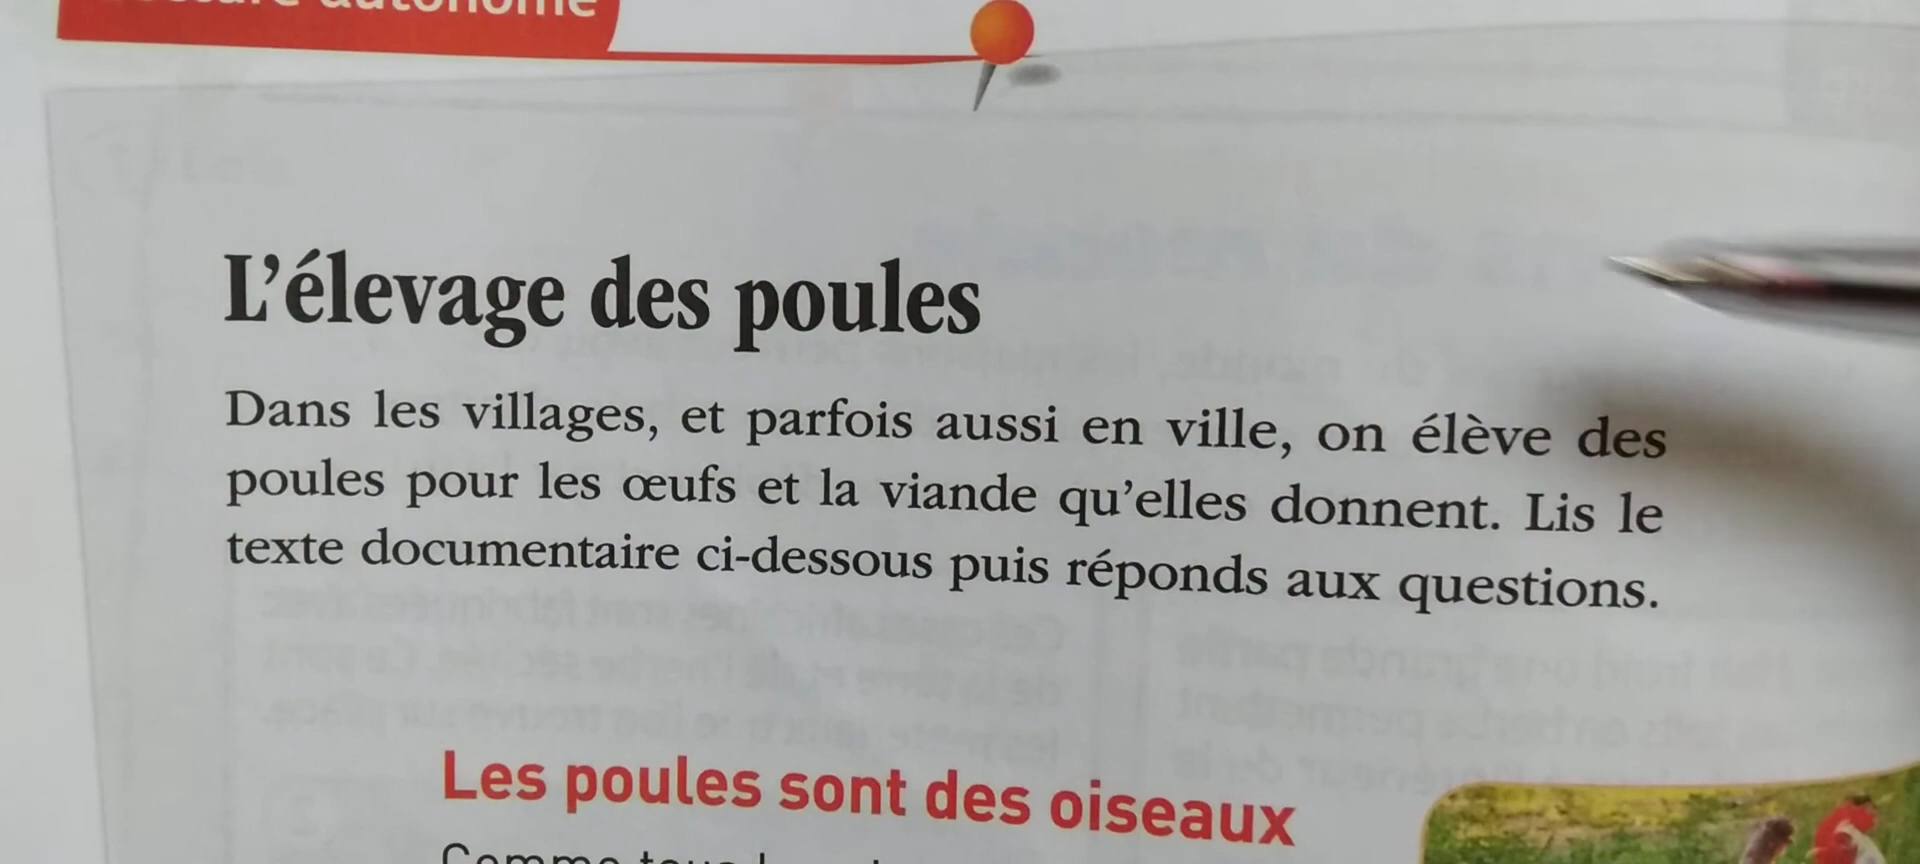 autonome
L'élevage des poules
Dans les villages, et parfois aussi en ville, on élève des
poules pour les œufs et la viande qu'elles donnent. Lis le
texte documentaire ci-dessous puis réponds aux questions.
Les poules sont des oiseaux